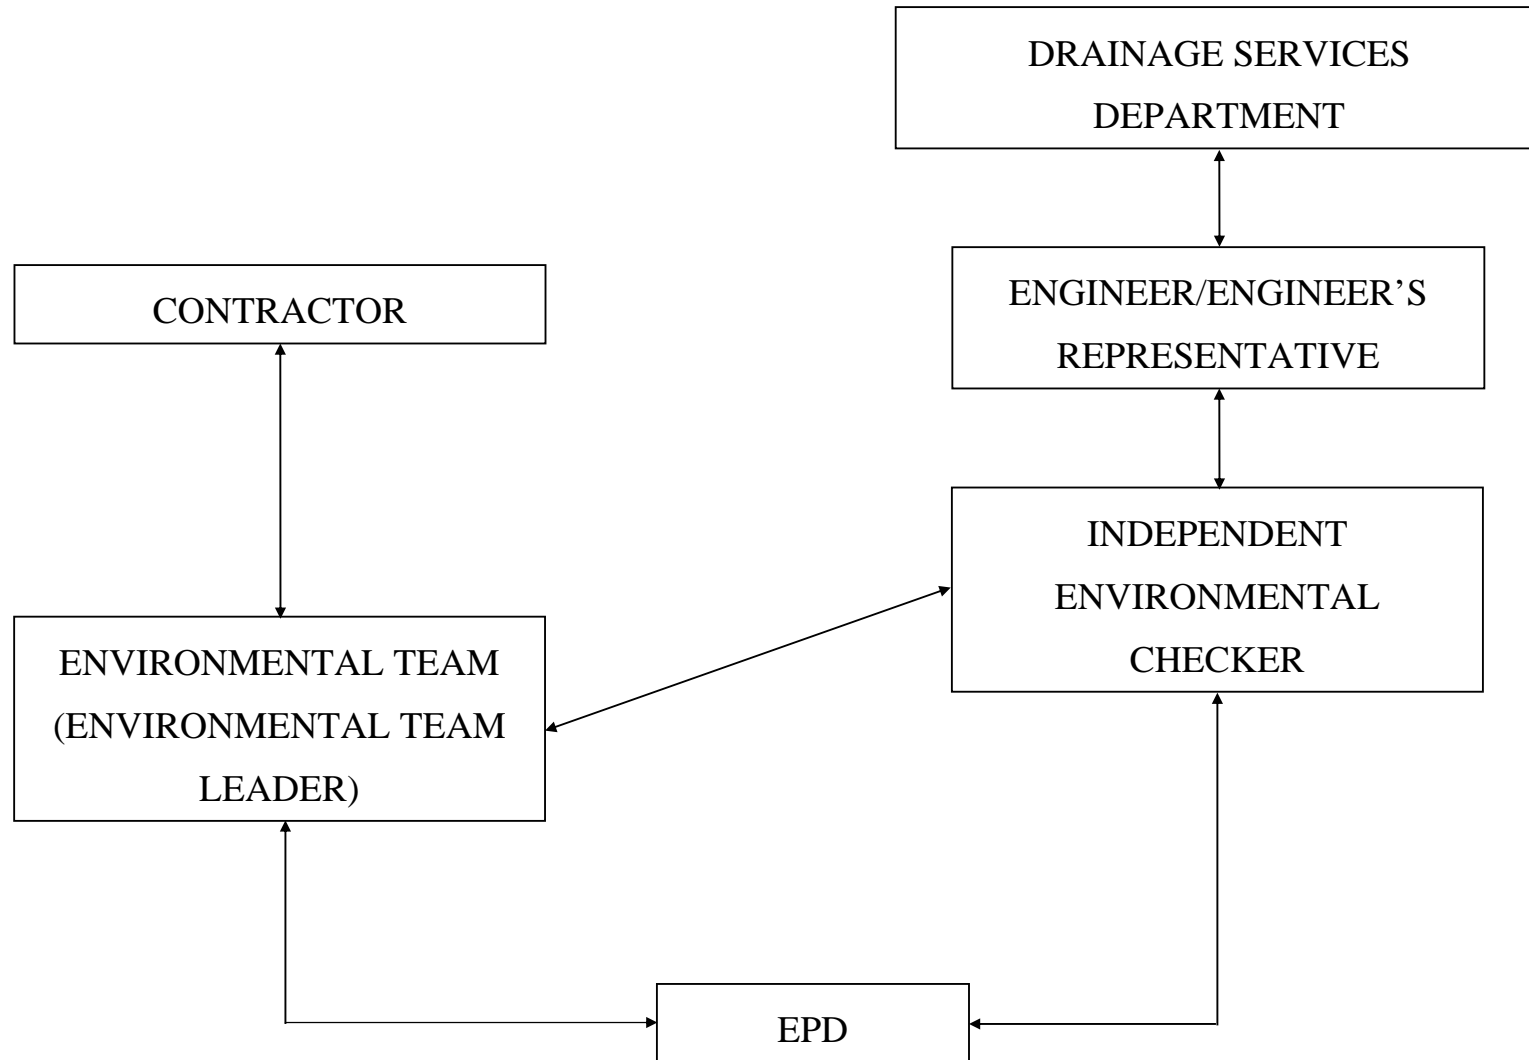 DRAINAGE SERVICES
DEPARTMENT
CONTRACTOR
ENGINEER/ENGINEER’S
REPRESENTATIVE
INDEPENDENT
ENVIRONMENTAL
CHECKER
ENVIRONMENTAL TEAM
(ENVIRONMENTAL TEAM
LEADER)
EPD